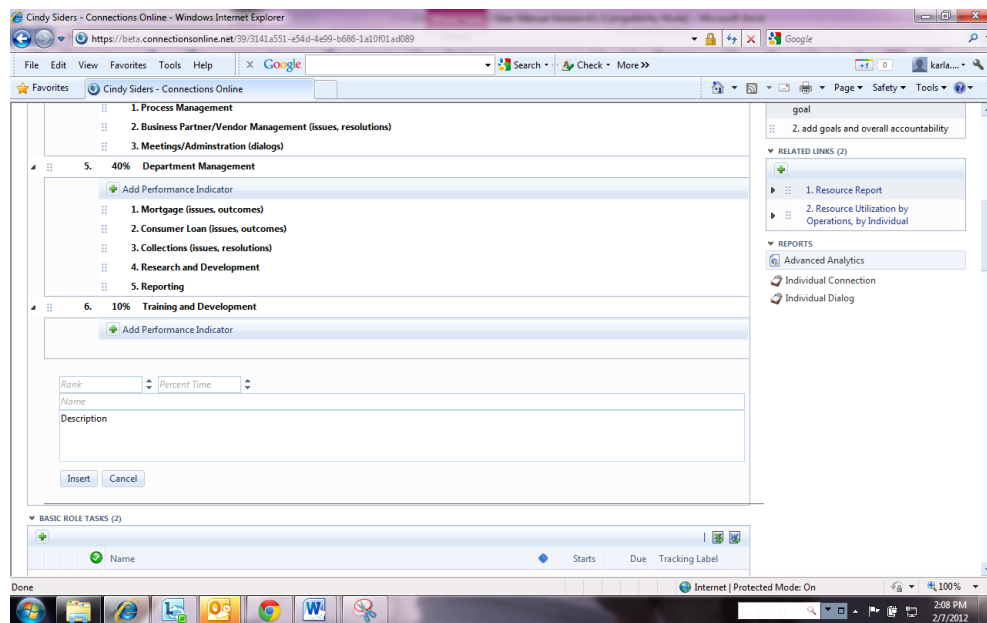 Cindy Siders - Connections Online - Windows Internet Explorer
https://beta.connectionsonline.net/39/3141a551-e54d-4e99-b686-1a10f01ad089
Google
File Edit View Favorites Tools Help x Google Search Check More >> +1 0 karla....
Favorites Cindy Siders - Connections Online Page Safety Tools
1. Process Management
2. Business Partner/Vendor Management (issues, resolutions)
3. Meetings/Adminstration (dialogs)
5. 40% Department Management
Add Performance Indicator
1. Mortgage (issues, outcomes)
2. Consumer Loan (issues, outcomes)
3. Collections (issues, resolutions)
4. Research and Development
5. Reporting
6. 10% Training and Development
Add Performance Indicator
Rank Percent Time
Name
Description
Insert Cancel
BASIC ROLE TASKS (2)
Name Starts Due Tracking Label
goal
2. add goals and overall accountability
RELATED LINKS (2)
1. Resource Report
2. Resource Utilization by
Operations, by Individual
REPORTS
Advanced Analytics
Individual Connection
Individual Dialog
Done Internet | Protected Mode: On 100%
2:08 PM
2/7/2012